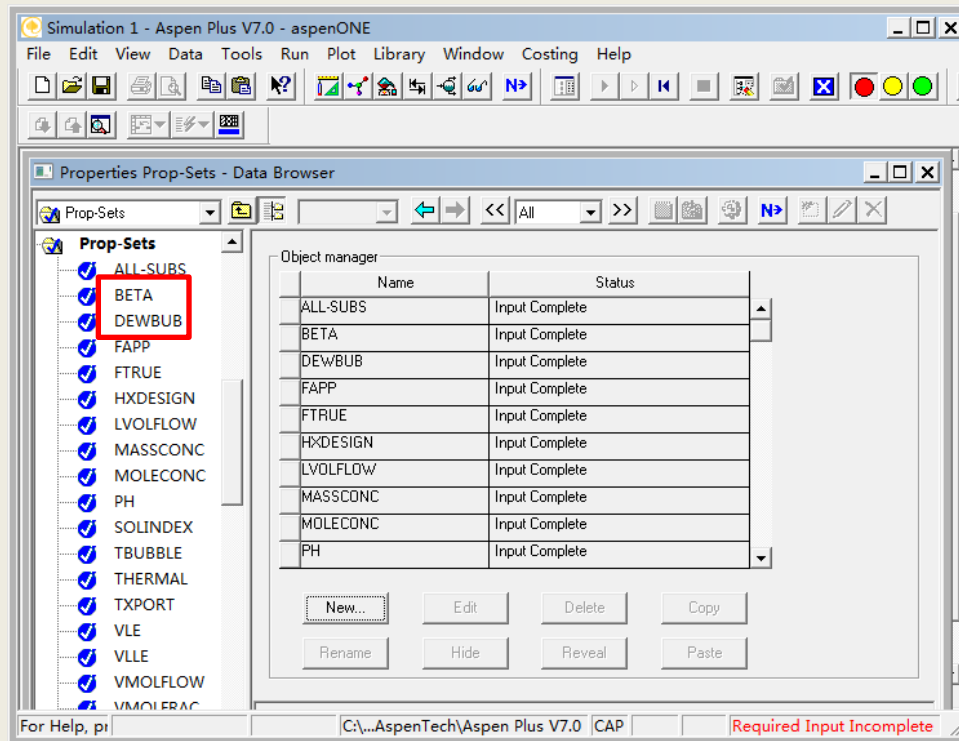 Simulation 1 - Aspen Plus V7.0 - aspenONE
File Edit View Data Tools Run Plot Library Window Costing Help
N>
Properties Prop-Sets - Data Browser
Prop-Sets << All >> N>
Prop-Sets
ALL-SUBS
BETA
DEWBUB
FAPP
FTRUE
HXDESIGN
LVOLFLOW
MASSCONC
MOLECONC
PH
SOLINDEX
TBUBBLE
THERMAL
TXPORT
VLE
VLLE
VMOLFLOW
VMOLFRAC
Object manager
Name Status
ALL-SUBS Input Complete
BETA Input Complete
DEWBUB Input Complete
FAPP Input Complete
FTRUE Input Complete
HXDESIGN Input Complete
LVOLFLOW Input Complete
MASSCONC Input Complete
MOLECONC Input Complete
PH Input Complete
New... Edit Delete Copy
Rename Hide Reveal Paste
For Help, pr C:\...AspenTech\Aspen Plus V7.0 CAP Required Input Incomplete